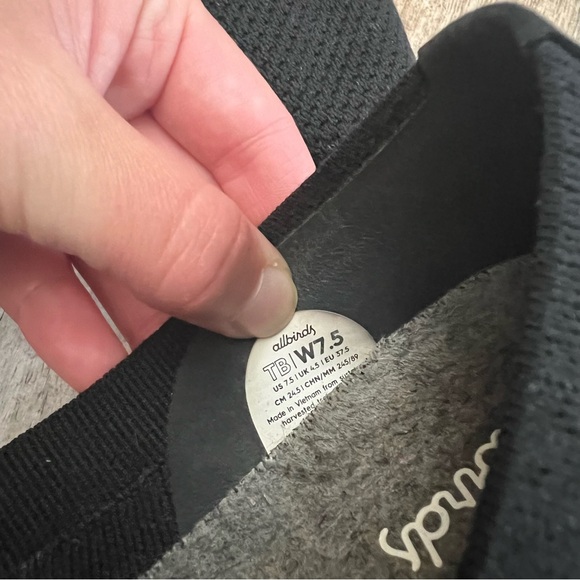 allbirds
TB|W7.5
US 7.5 | UK 4.5 | EU 37.5
CM 24.5 | CHN/MM 245/89
Made in Vietnam from
harvested